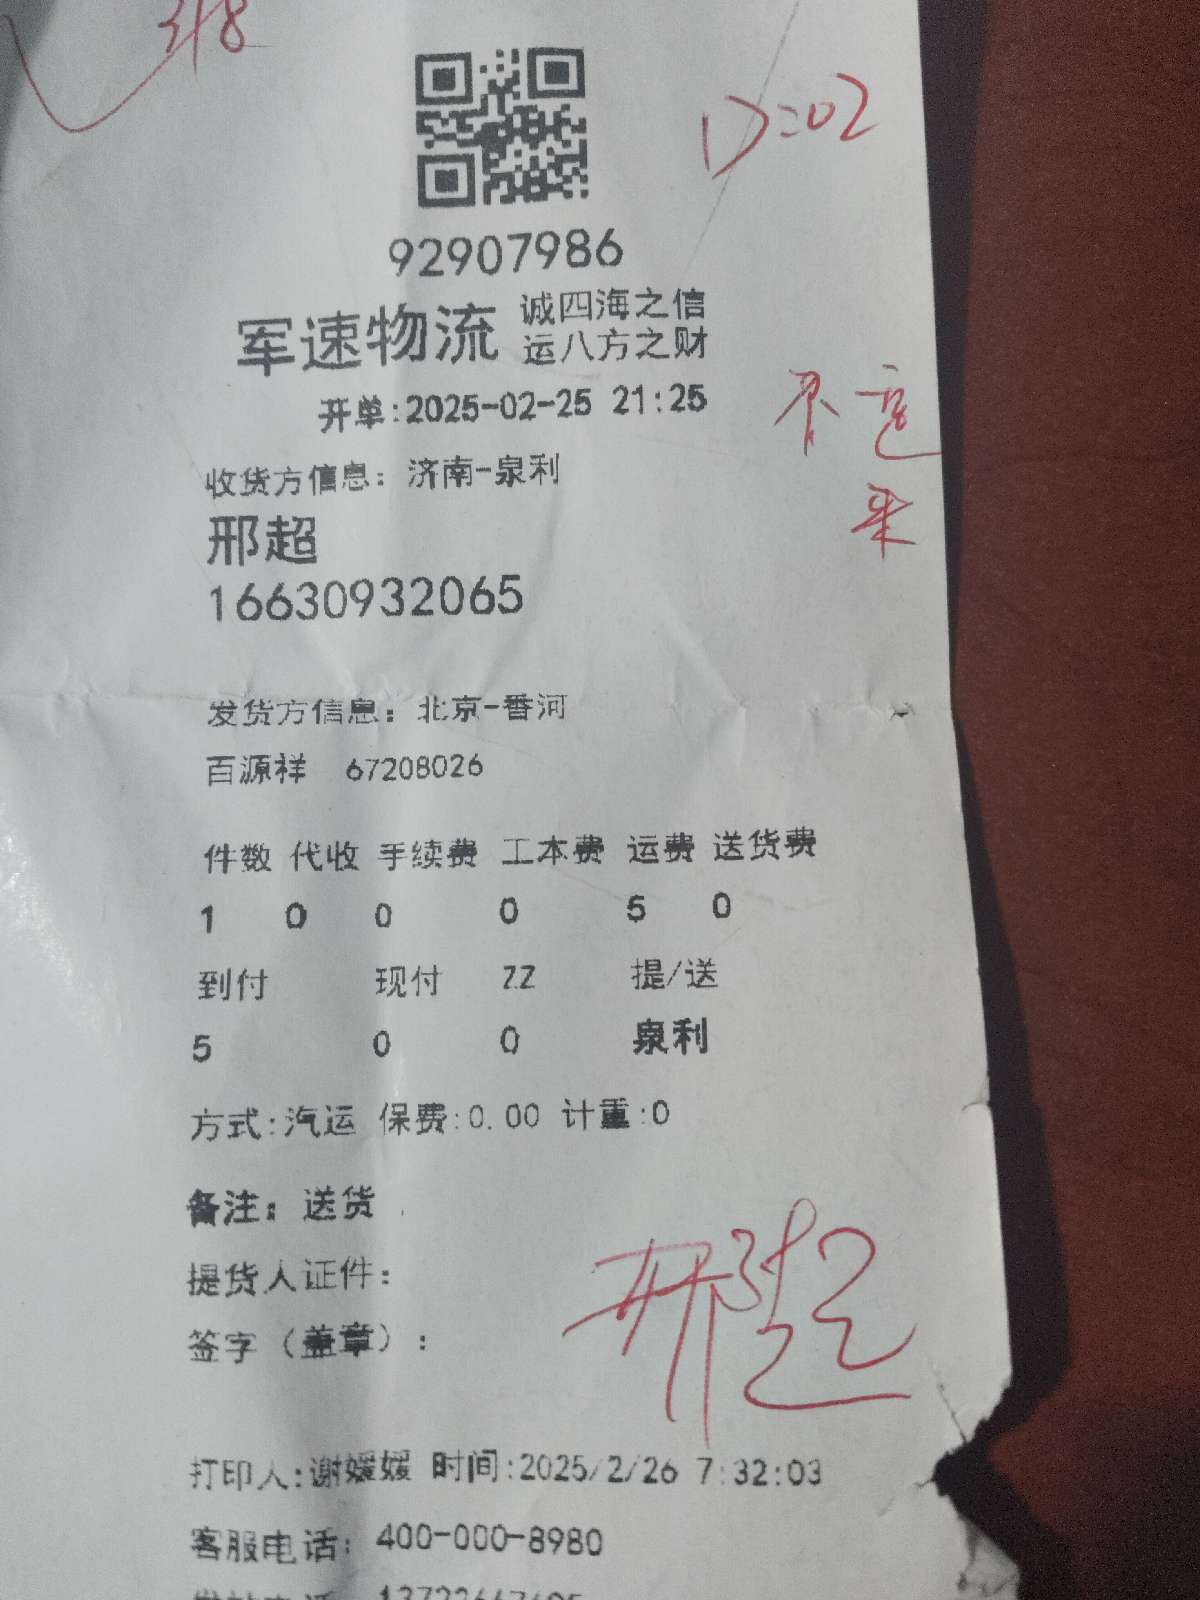 92907986
军速物流 诚四海之信
运八方之财
开单:2025-02-25 21:25
收货方信息：济南-泉利
邢超
16630932065
发货方信息：北京-香河
百源祥 67208026
件数 代收 手续费 工本费 运费 送货费
1 0 0 0 5 0
到付 现付 ZZ 提/送
5 0 0 泉利
方式:汽运 保费:0.00 计重:0
备注：送货
提货人证件：
签字（盖章）：
邢超
打印人:谢媛媛 时间:2025/2/26 7:32:03
客服电话：400-000-8980